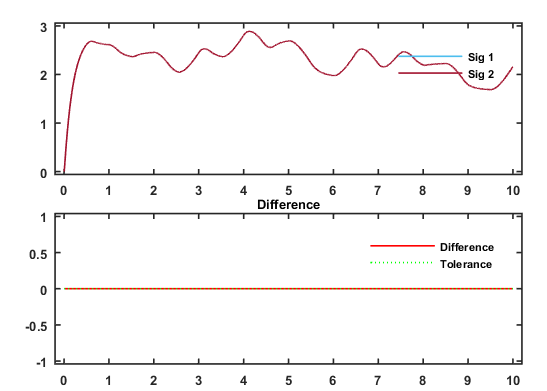 3
2
1
0
Sig 1
Sig 2
0 1 2 3 4 5 6 7 8 9 10
Difference
1
0.5
0
-0.5
-1
Difference
Tolerance
0 1 2 3 4 5 6 7 8 9 10